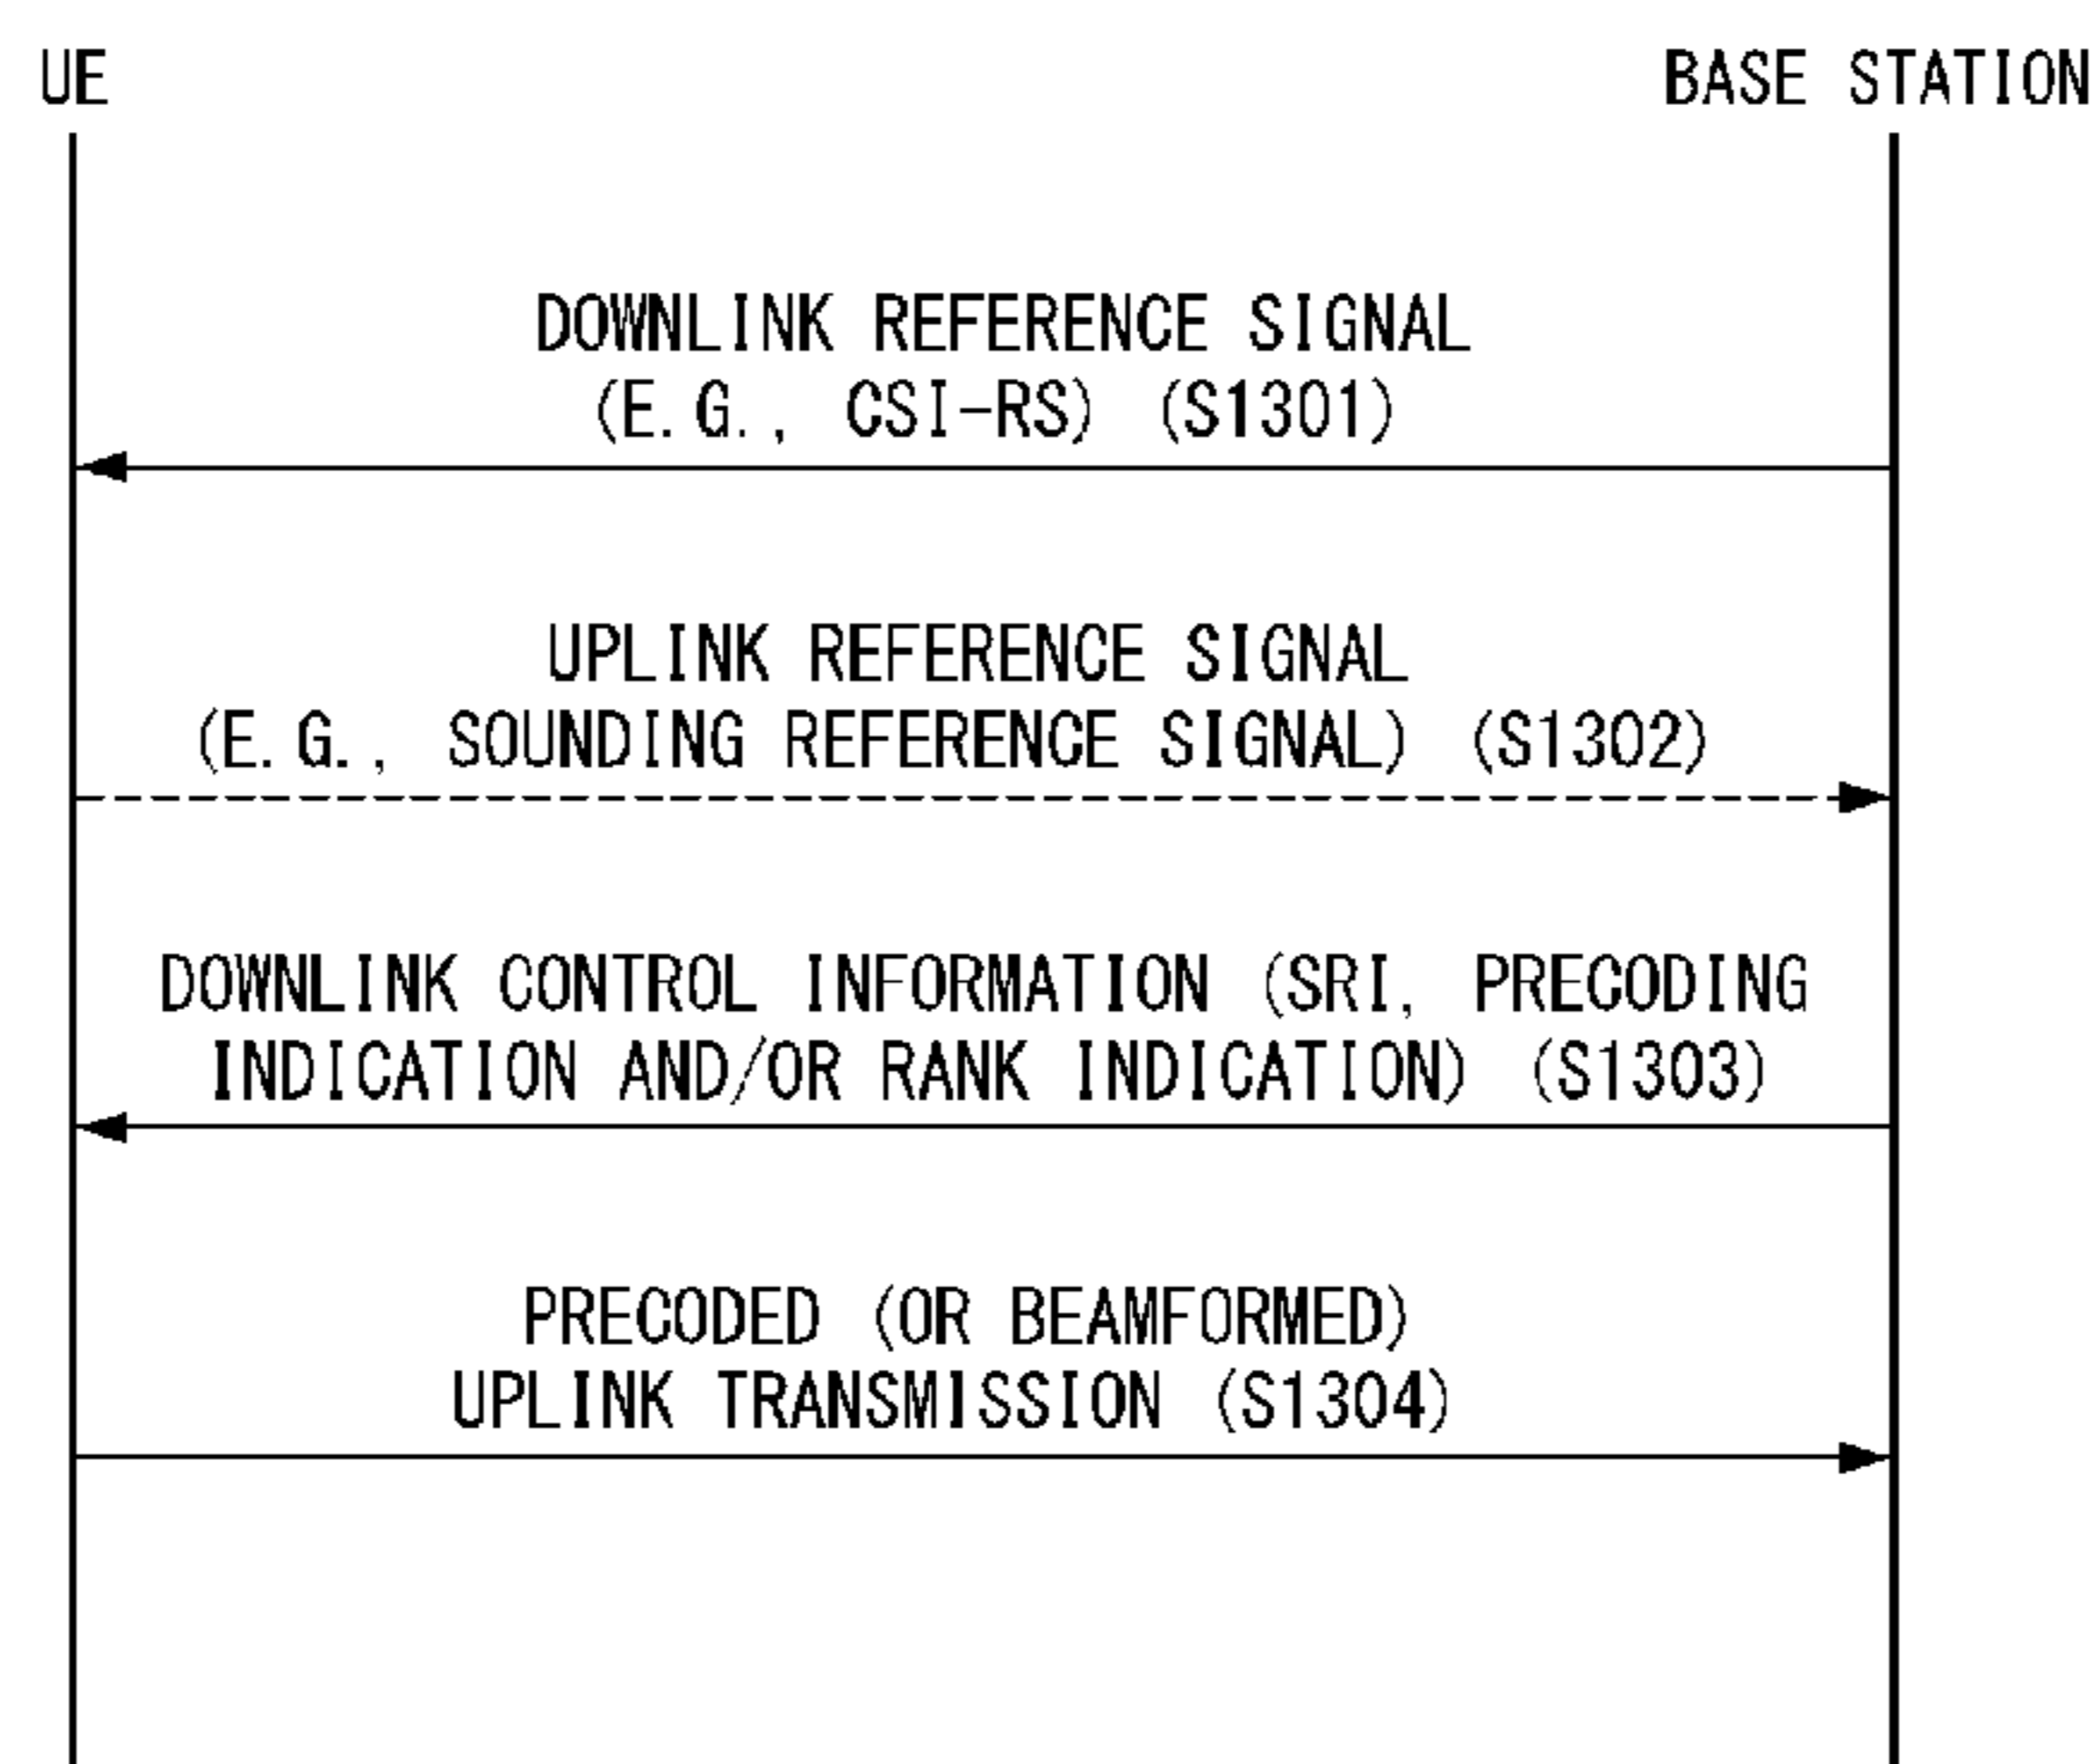 UE
BASE STATION
DOWNLINK REFERENCE SIGNAL
(E.G., CSI-RS) (S1301)
UPLINK REFERENCE SIGNAL
(E.G., SOUNDING REFERENCE SIGNAL) (S1302)
DOWNLINK CONTROL INFORMATION (SRI, PRECODING
INDICATION AND/OR RANK INDICATION) (S1303)
PRECODED (OR BEAMFORMED)
UPLINK TRANSMISSION (S1304)